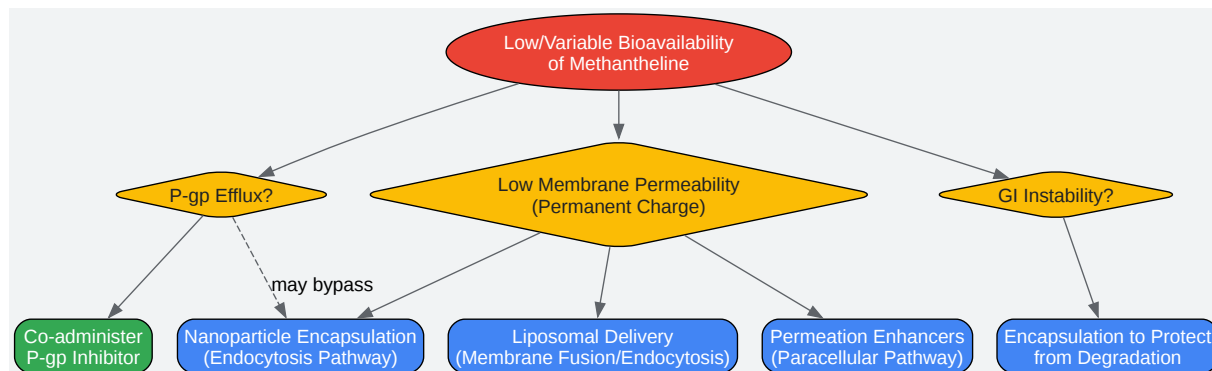 Low/Variable Bioavailability
of Methantheline
P-gp Efflux?
Low Membrane Permeability
(Permanent Charge)
GI Instability?
may bypass
Co-administer
P-gp Inhibitor
Nanoparticle Encapsulation
(Endocytosis Pathway)
Liposomal Delivery
(Membrane Fusion/Endocytosis)
Permeation Enhancers
(Paracellular Pathway)
Encapsulation to Protect
from Degradation